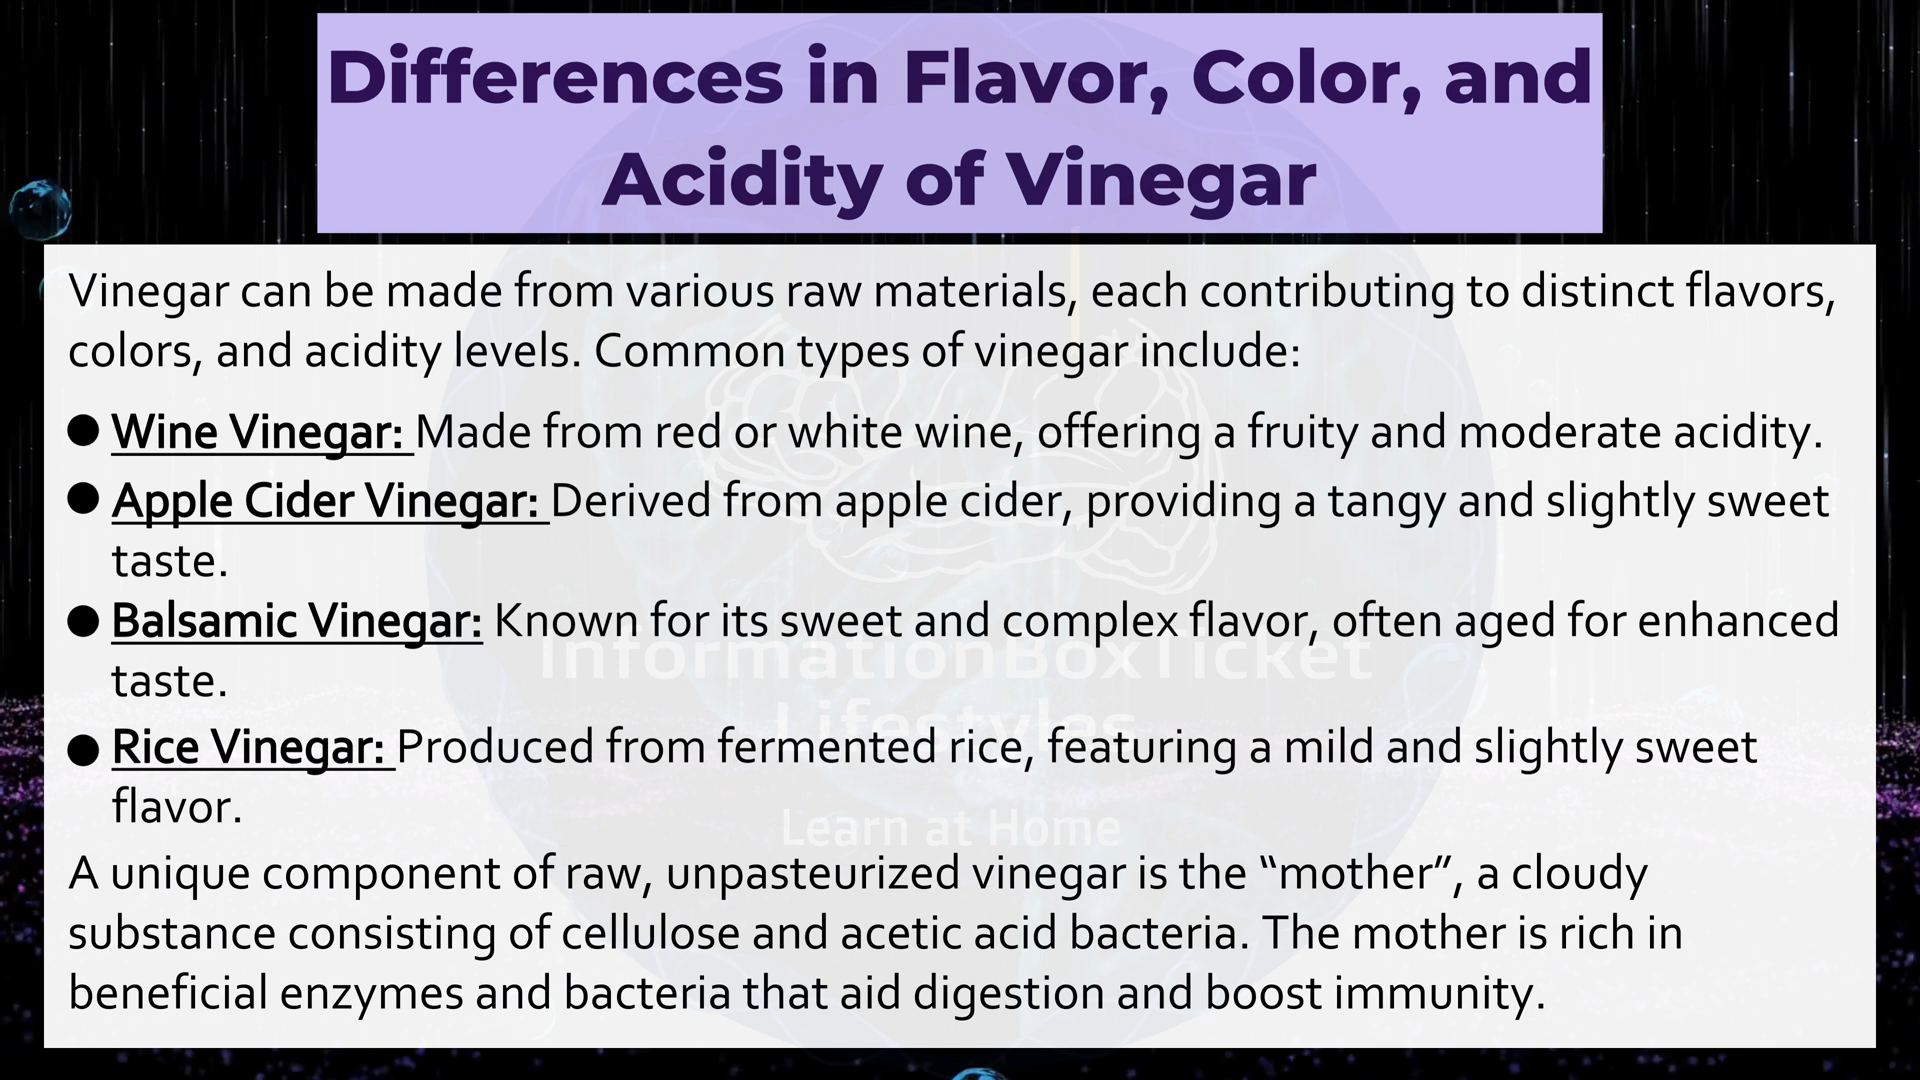 Differences in Flavor, Color, and
Acidity of Vinegar
Vinegar can be made from various raw materials, each contributing to distinct flavors,
colors, and acidity levels. Common types of vinegar include:
● Wine Vinegar: Made from red or white wine, offering a fruity and moderate acidity.
● Apple Cider Vinegar: Derived from apple cider, providing a tangy and slightly sweet
taste.
● Balsamic Vinegar: Known for its sweet and complex flavor, often aged for enhanced
taste.
InformationBoxTicket
Lifestyles
● Rice Vinegar: Produced from fermented rice, featuring a mild and slightly sweet
flavor.
Learn at Home
A unique component of raw, unpasteurized vinegar is the “mother”, a cloudy
substance consisting of cellulose and acetic acid bacteria. The mother is rich in
beneficial enzymes and bacteria that aid digestion and boost immunity.